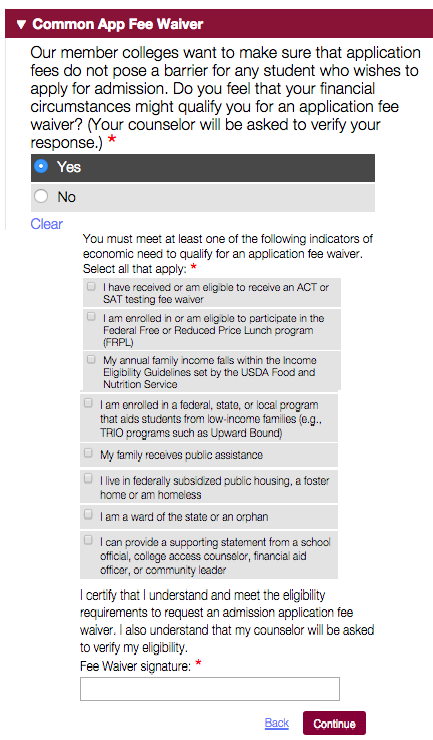 ▼ Common App Fee Waiver
Our member colleges want to make sure that application
fees do not pose a barrier for any student who wishes to
apply for admission. Do you feel that your financial
circumstances might qualify you for an application fee
waiver? (Your counselor will be asked to verify your
response.) *
Yes
No
Clear
You must meet at least one of the following indicators of
economic need to qualify for an application fee waiver.
Select all that apply: *
I have received or am eligible to receive an ACT or
SAT testing fee waiver
I am enrolled in or am eligible to participate in the
Federal Free or Reduced Price Lunch program
(FRPL)
My annual family income falls within the Income
Eligibility Guidelines set by the USDA Food and
Nutrition Service
I am enrolled in a federal, state, or local program
that aids students from low-income families (e.g.,
TRIO programs such as Upward Bound)
My family receives public assistance
I live in federally subsidized public housing, a foster
home or am homeless
I am a ward of the state or an orphan
I can provide a supporting statement from a school
official, college access counselor, financial aid
officer, or community leader
I certify that I understand and meet the eligibility
requirements to request an admission application fee
waiver. I also understand that my counselor will be asked
to verify my eligibility.
Fee Waiver signature: *
Back Continue